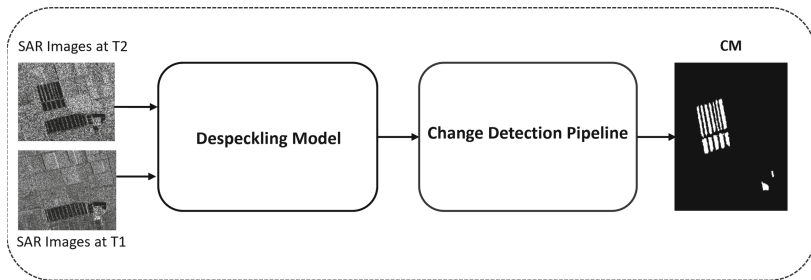 SAR Images at T2
CM
Despeckling Model
Change Detection Pipeline
SAR Images at T1